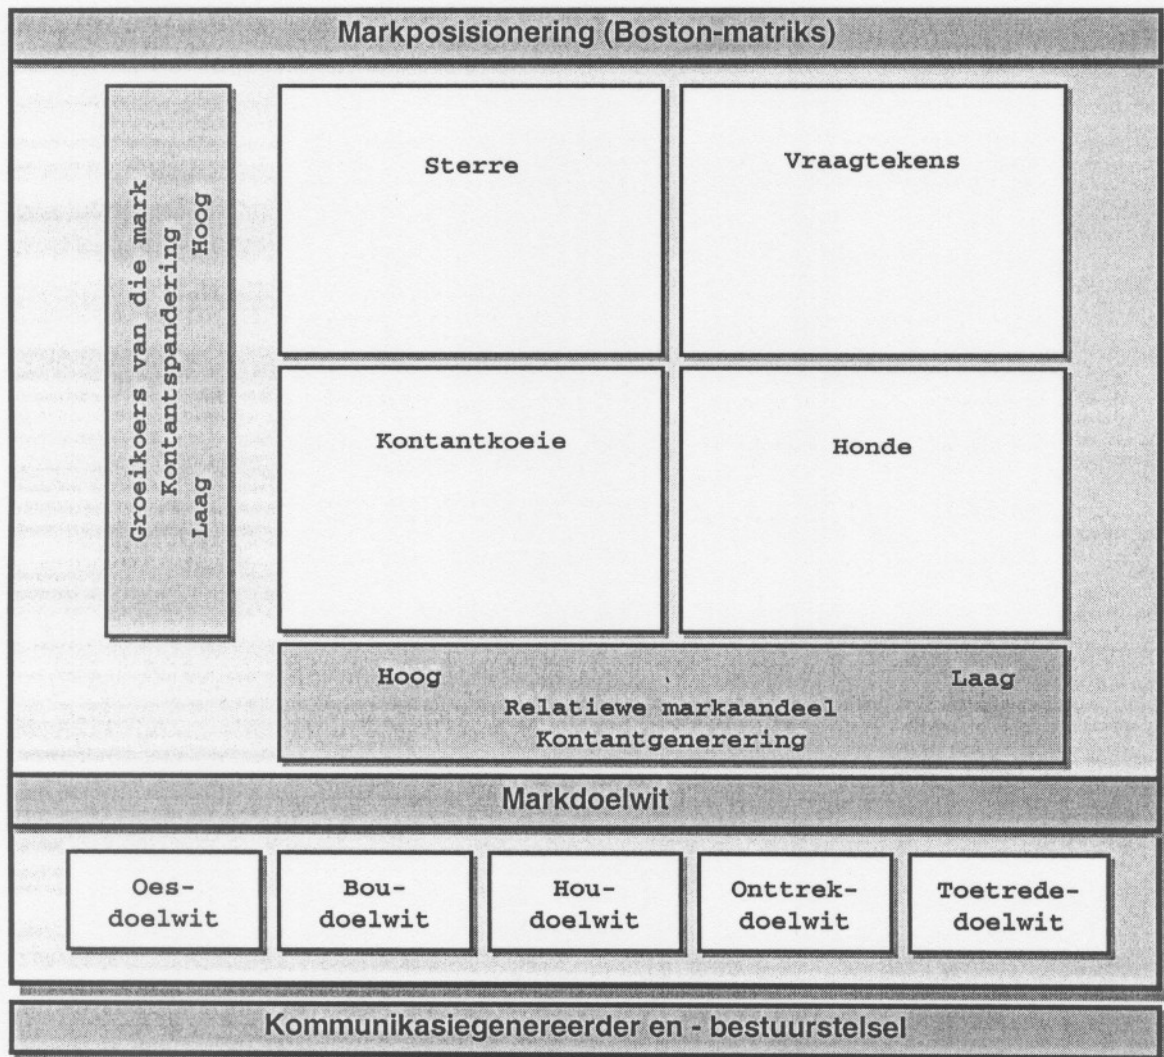 Markposisionering (Boston-matriks)
Groeikoers van die mark
Kontantspandering
Laag Hoog
Sterre
Vraagtekens
Kontantkoeie
Honde
Hoog Laag
Relatiewe markaandeel
Kontantgenerering
Markdoelwit
Oes-
doelwit
Bou-
doelwit
Hou-
doelwit
Onttrek-
doelwit
Toetrede-
doelwit
Kommunikasiegenereerder en - bestuurstelsel